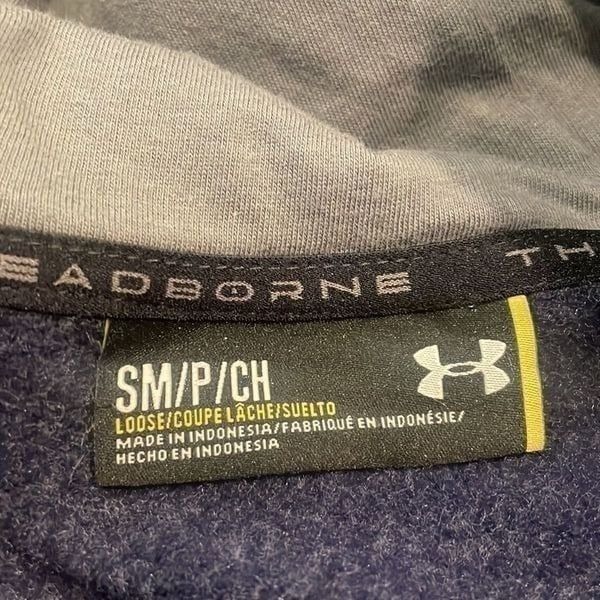 EADBORNE TH
SM/P/CH
LOOSE/COUPE LÂCHE/SUELTO
MADE IN INDONESIA/FABRIQUÉ EN INDONÉSIE/
HECHO EN INDONESIA